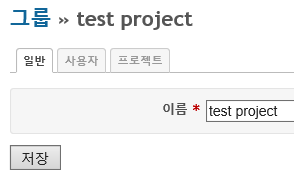 그룹 » test project
일반 사용자 프로젝트
이름 * test project
저장